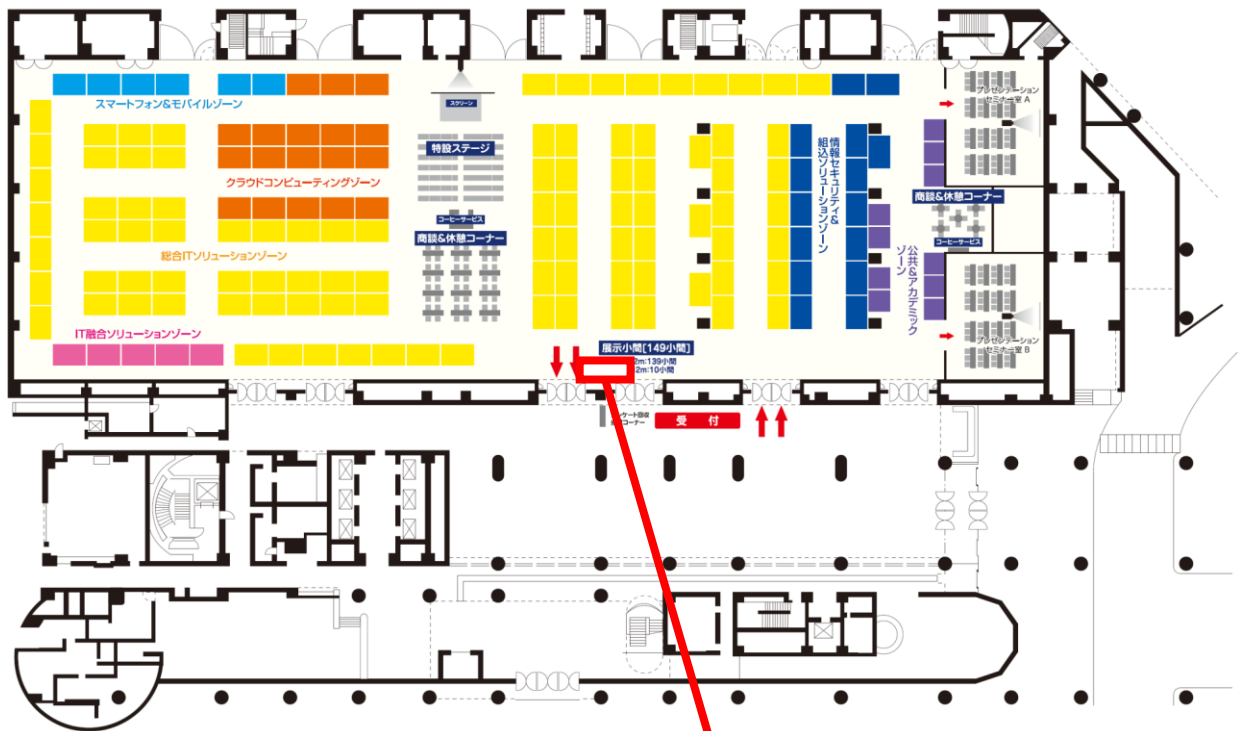 スマートフォン&モバイルゾーン
スクリーン
プレゼンテーション
セミナー室 A
特設ステージ
クラウドコンピューティングゾーン
情報セキュリティ&
組込ソリューションゾーン
商談&休憩コーナー
コーヒーサービス
コーヒーサービス
商談&休憩コーナー
総合ITソリューションゾーン
公共&アカデミック
ゾーン
IT融合ソリューションゾーン
プレゼンテーション
セミナー室 B
展示小間[149小間]
2m:139小間
2m:10小間
ケート回収
コーナー
受 付